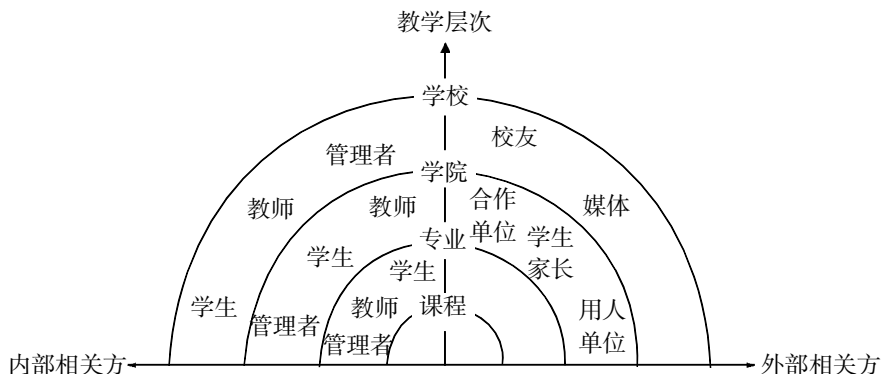 教学层次
学校
校友
管理者
学院
教师
教师
合作
单位
媒体
专业
学生
学生
家长
学生
学生
教师
课程
用人
单位
管理者
管理者
内部相关方
外部相关方